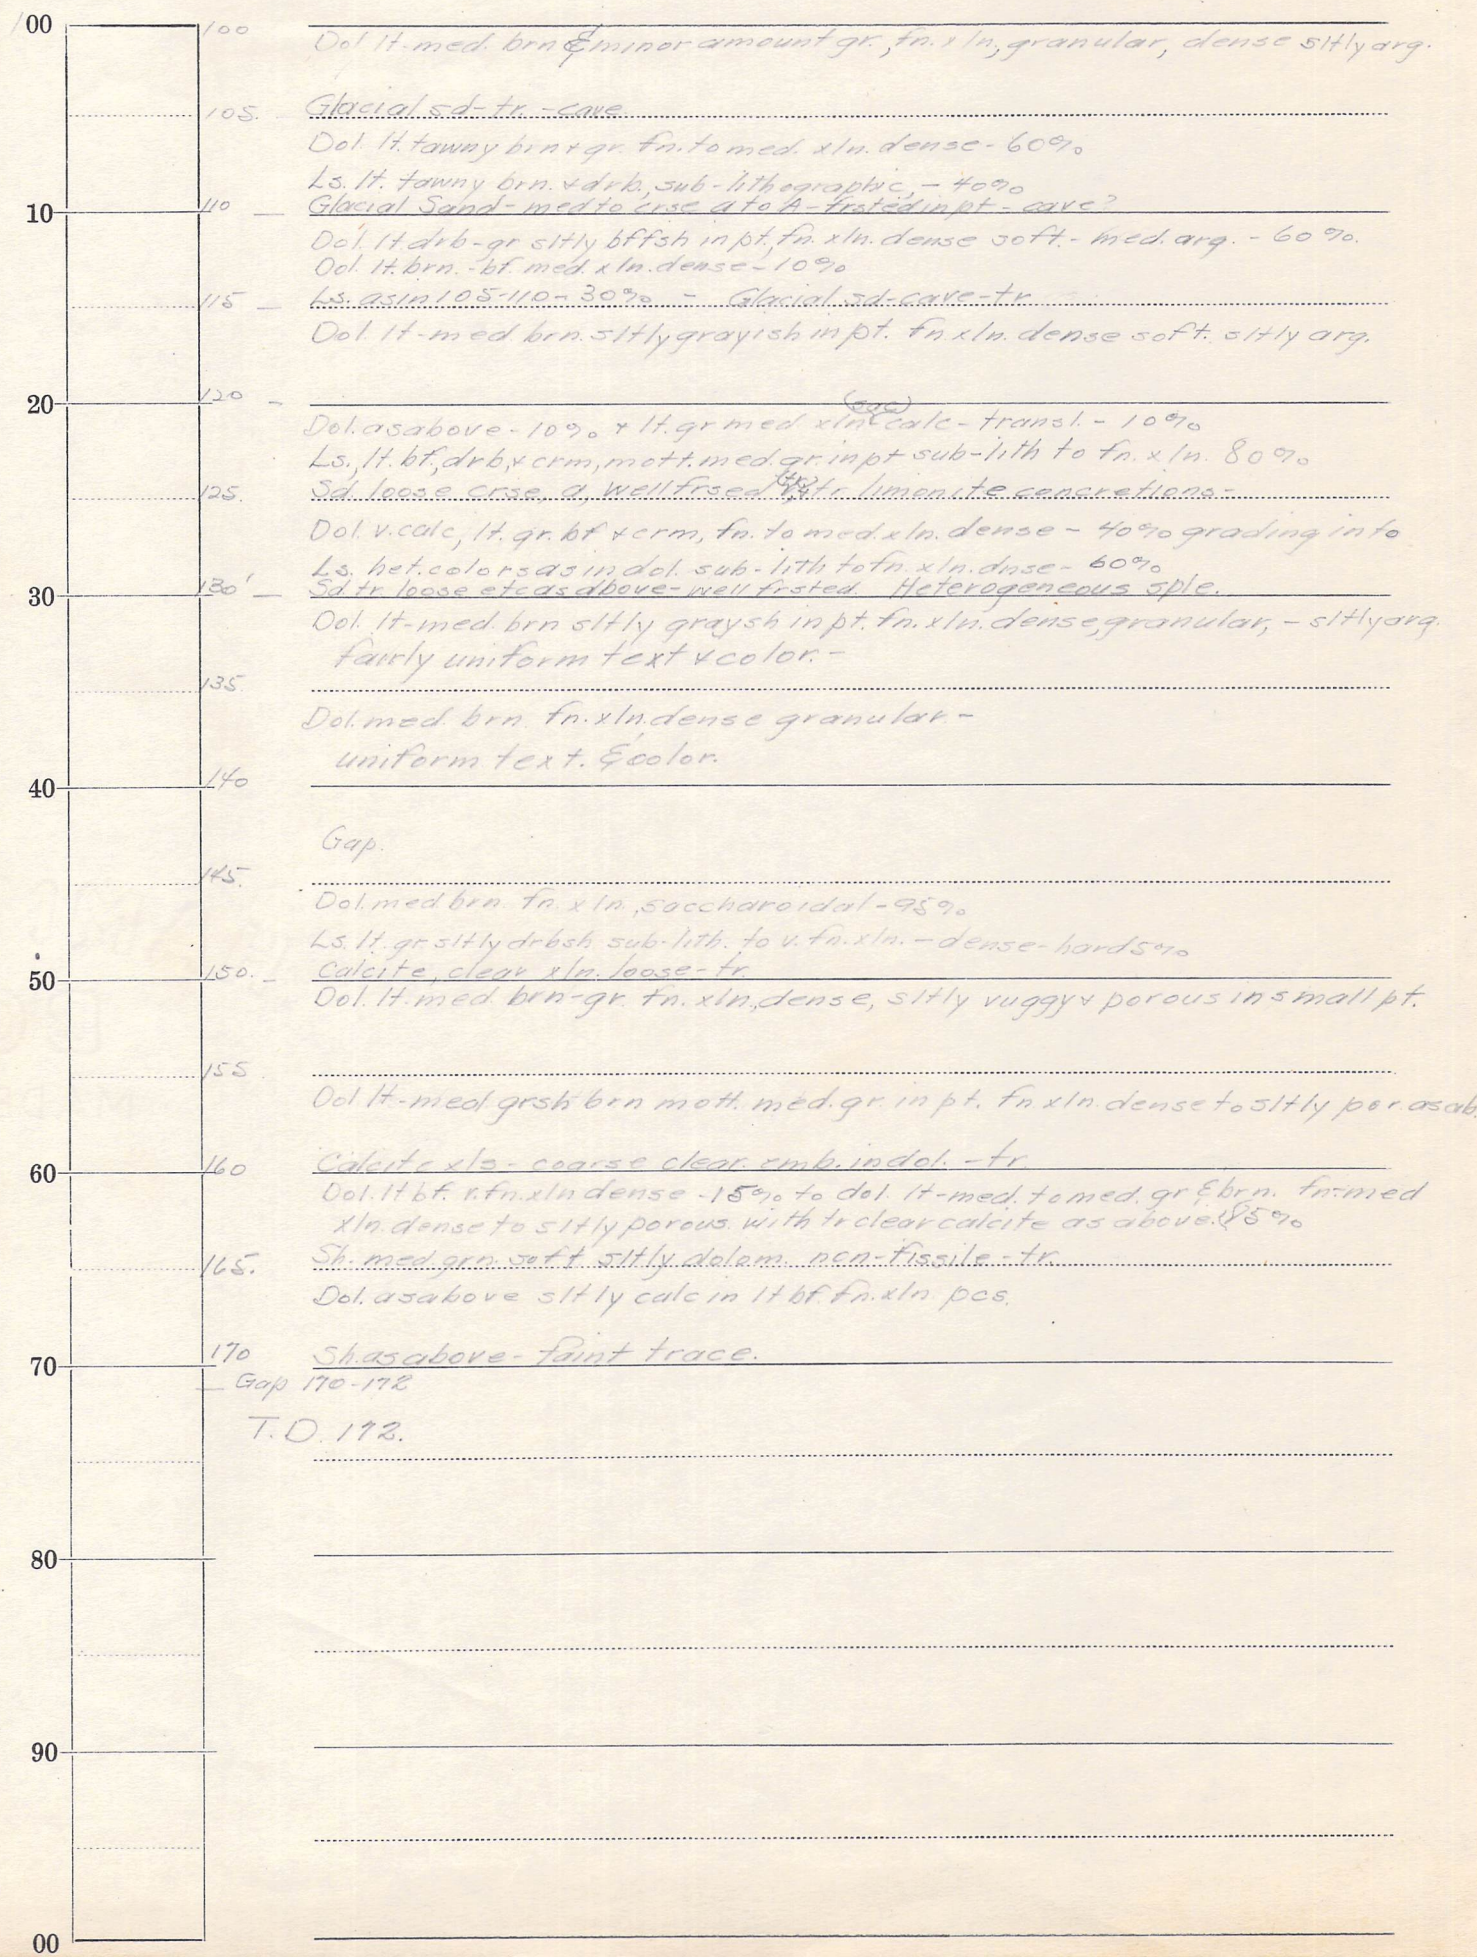 100 100
Dol. lt-med. brn & minor amount gr., fn. xln, granular, dense sltly arg.
105. Glacial sd-tr. -cave
Dol. lt. tawny brn & gr. fn. to med. xln. dense - 60%
Ls. lt. tawny brn. & drb., sub-lithographic, - 40%
10 110 Glacial Sand - med to crse a to A - frsted in pt - cave?
Dol. lt. drb-gr sltly bffsh in pt, fn. xln. dense soft. - med. arg. - 60%.
Dol. lt. brn. -bf. med. xln. dense - 10%
115 Ls. as in 105-110 - 30% - Glacial sd-cave-tr.
Dol. lt-med brn. sltly grayish in pt. fn xln. dense soft. sltly arg.
20 120
(sac)
Dol. as above - 10% & lt. gr med xln calc - transl. - 10%
Ls., lt. bf, drb, & crm, mott. med. gr. in pt sub-lith to fn. xln. 80%
125. Sd. loose crse, a, well frsed tr. limonite concretions -
Dol. v. calc, lt. gr. bf & crm, fn. to med. xln. dense - 40% grading into
Ls. het. colors as in dol. sub-lith to fn. xln. dnse - 60%
30 130' Sd. tr. loose etc as above - well frsted. Heterogeneous sple.
Dol. lt-med. brn sltly graysh in pt. fn. xln. dense, granular, - sltly arg.
fairly uniform text & color. -
135
Dol. med. brn. fn. xln, dense granular -
uniform text. & color.
40 140
Gap.
145.
Dol. med brn. fn. xln., saccharoidal - 95%
Ls. lt. gr. sltly drbsh sub-lith. to v. fn. xln. - dense - hard 5%
50 150. Calcite, clear xln. loose - tr.
Dol. lt. med brn-gr. fn. xln, dense, sltly vuggy & porous in small pt.
155
Dol lt-med grsh brn mott. med. gr. in pt. fn xln. dense to sltly por. as ab.
60 160 Calcite xls - coarse clear. emb. in dol. - tr.
Dol. lt bf. v. fn. xln dense - 15% to dol. lt-med. to med. gr & brn. fn-med
xln. dense to sltly porous. with tr clear calcite as above. 85%
165. Sh. med grn. soft sltly dolom. non-fissile - tr.
Dol. as above sltly calc in lt bf. fn. xln pcs.
70 170 Sh. as above - faint trace.
Gap 170-172
T.D. 172.
80
90
00